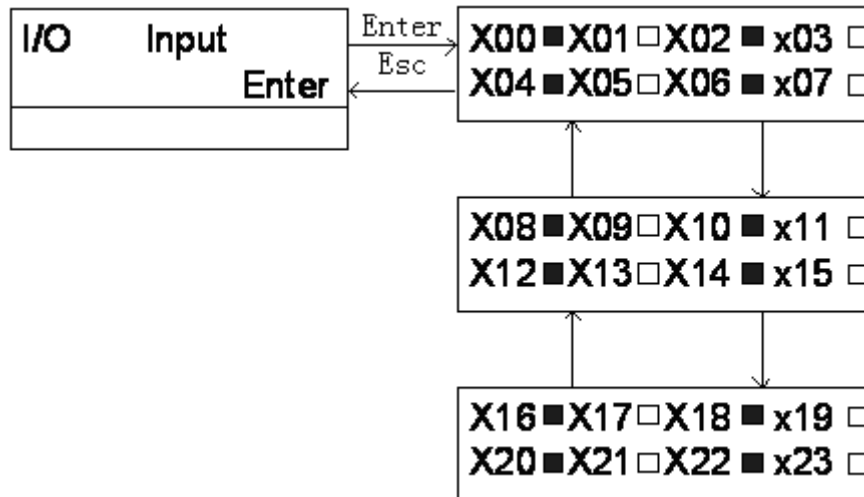 I/O Input
Enter
Enter
Esc
X00 ■ X01 □ X02 ■ x03 □
X04 ■ X05 □ X06 ■ x07 □
X08 ■ X09 □ X10 ■ x11 □
X12 ■ X13 □ X14 ■ x15 □
X16 ■ X17 □ X18 ■ x19 □
X20 ■ X21 □ X22 ■ x23 □